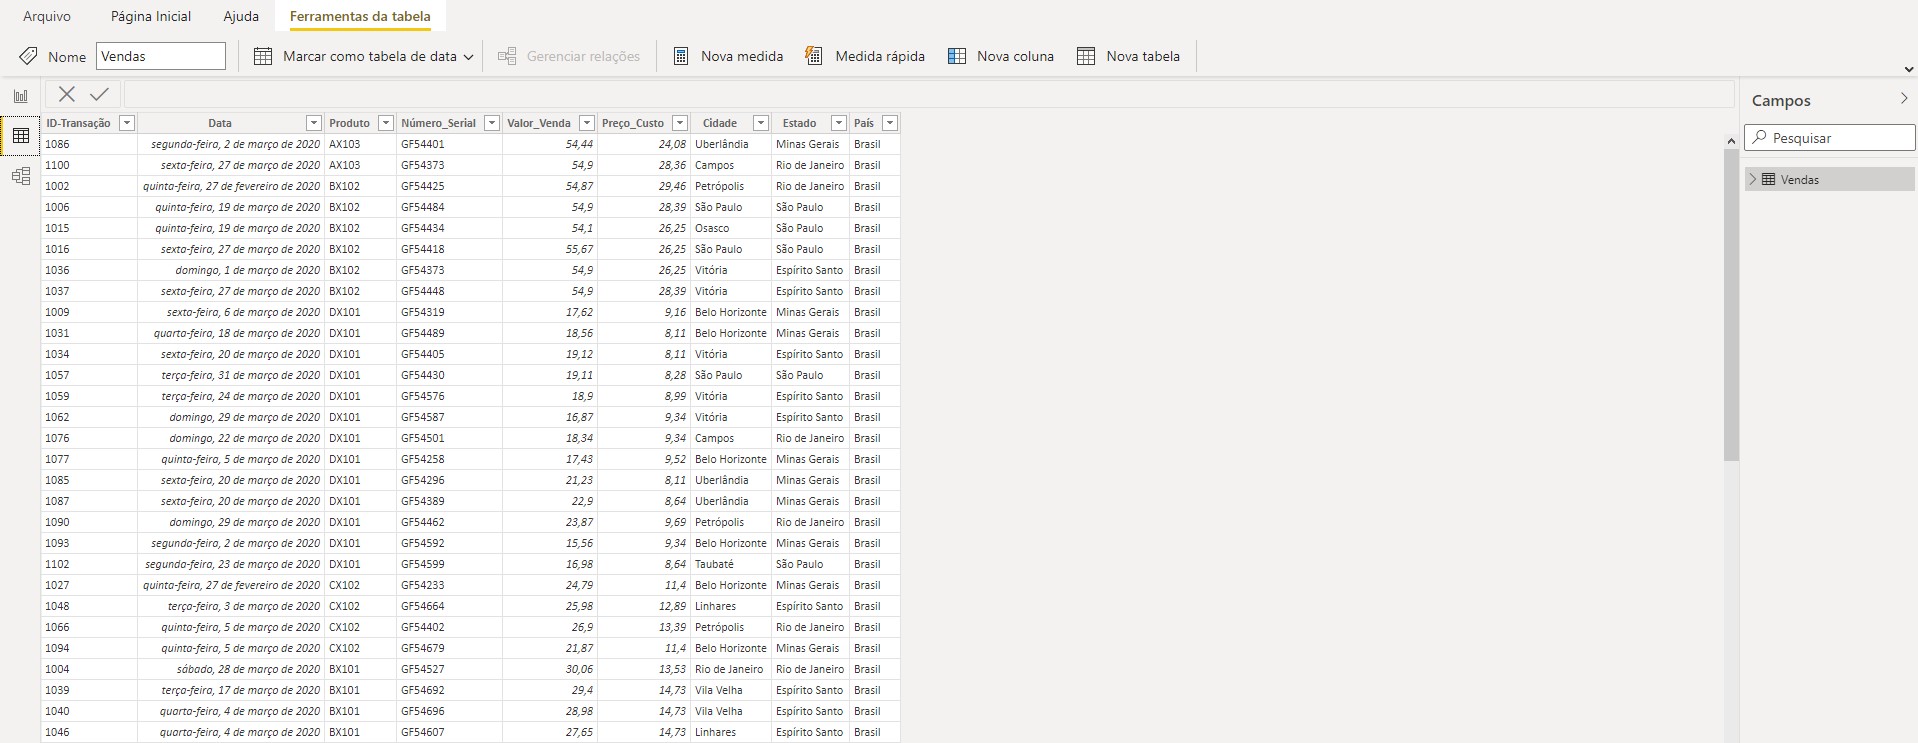 Arquivo Página Inicial Ajuda Ferramentas da tabela
Nome Vendas Marcar como tabela de data Gerenciar relações Nova medida Medida rápida Nova coluna Nova tabela
Campos
Pesquisar
Vendas
ID-Transação Data Produto Número_Serial Valor_Venda Preço_Custo Cidade Estado País
1086 segunda-feira, 2 de março de 2020 AX103 GF54401 54,44 24,08 Uberlândia Minas Gerais Brasil
1100 sexta-feira, 27 de março de 2020 AX103 GF54373 54,9 28,36 Campos Rio de Janeiro Brasil
1002 quinta-feira, 27 de fevereiro de 2020 BX102 GF54425 54,87 29,46 Petrópolis Rio de Janeiro Brasil
1006 quinta-feira, 19 de março de 2020 BX102 GF54484 54,9 28,39 São Paulo São Paulo Brasil
1015 quinta-feira, 19 de março de 2020 BX102 GF54434 54,1 26,25 Osasco São Paulo Brasil
1016 sexta-feira, 27 de março de 2020 BX102 GF54418 55,67 26,25 São Paulo São Paulo Brasil
1036 domingo, 1 de março de 2020 BX102 GF54373 54,9 26,25 Vitória Espírito Santo Brasil
1037 sexta-feira, 27 de março de 2020 BX102 GF54448 54,9 28,39 Vitória Espírito Santo Brasil
1009 sexta-feira, 6 de março de 2020 DX101 GF54319 17,62 9,16 Belo Horizonte Minas Gerais Brasil
1031 quarta-feira, 18 de março de 2020 DX101 GF54489 18,56 8,11 Belo Horizonte Minas Gerais Brasil
1034 sexta-feira, 20 de março de 2020 DX101 GF54405 19,12 8,11 Vitória Espírito Santo Brasil
1057 terça-feira, 31 de março de 2020 DX101 GF54430 19,11 8,28 São Paulo São Paulo Brasil
1059 terça-feira, 24 de março de 2020 DX101 GF54576 18,9 8,99 Vitória Espírito Santo Brasil
1062 domingo, 29 de março de 2020 DX101 GF54587 16,87 9,34 Vitória Espírito Santo Brasil
1076 domingo, 22 de março de 2020 DX101 GF54501 18,34 9,34 Campos Rio de Janeiro Brasil
1077 quinta-feira, 5 de março de 2020 DX101 GF54258 17,43 9,52 Belo Horizonte Minas Gerais Brasil
1085 sexta-feira, 20 de março de 2020 DX101 GF54296 21,23 8,11 Uberlândia Minas Gerais Brasil
1087 sexta-feira, 20 de março de 2020 DX101 GF54389 22,9 8,64 Uberlândia Minas Gerais Brasil
1090 domingo, 29 de março de 2020 DX101 GF54462 23,87 9,69 Petrópolis Rio de Janeiro Brasil
1093 segunda-feira, 2 de março de 2020 DX101 GF54592 15,56 9,34 Belo Horizonte Minas Gerais Brasil
1102 segunda-feira, 23 de março de 2020 DX101 GF54599 16,98 8,64 Taubaté São Paulo Brasil
1027 quinta-feira, 27 de fevereiro de 2020 CX102 GF54233 24,79 11,4 Belo Horizonte Minas Gerais Brasil
1048 terça-feira, 3 de março de 2020 CX102 GF54664 25,98 12,89 Linhares Espírito Santo Brasil
1066 quinta-feira, 5 de março de 2020 CX102 GF54402 26,9 13,39 Petrópolis Rio de Janeiro Brasil
1094 quinta-feira, 5 de março de 2020 CX102 GF54679 21,87 11,4 Belo Horizonte Minas Gerais Brasil
1004 sábado, 28 de março de 2020 BX101 GF54527 30,06 13,53 Rio de Janeiro Rio de Janeiro Brasil
1039 terça-feira, 17 de março de 2020 BX101 GF54692 29,4 14,73 Vila Velha Espírito Santo Brasil
1040 quarta-feira, 4 de março de 2020 BX101 GF54696 28,98 14,73 Vila Velha Espírito Santo Brasil
1046 quarta-feira, 4 de março de 2020 BX101 GF54607 27,65 14,73 Linhares Espírito Santo Brasil